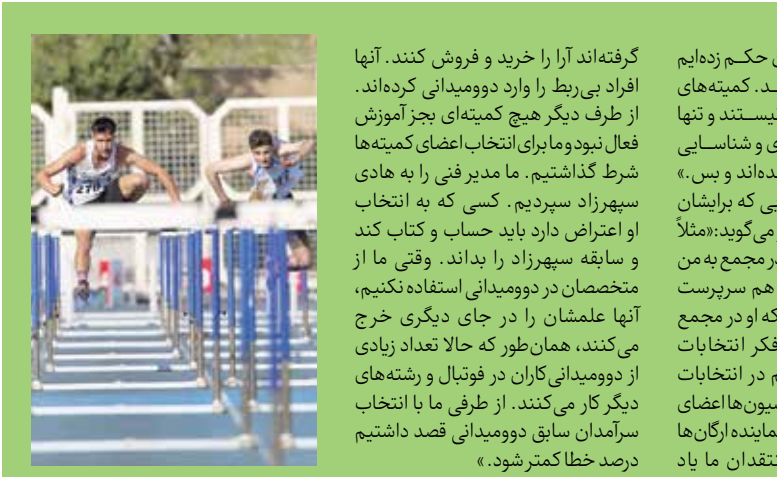 حکم زده‌ایم
کمیته‌های
نیستند و تنها
ی و شناسایی
ده‌اند و بس.»
یی که برایشان
می‌گوید: «مثلاً
در مجمع به من
هم سرپرست
که او در مجمع
فکر انتخابات
م در انتخابات
سیون‌ها اعضای
نماینده ارگان‌ها
نتقدان ما یاد
گرفته‌اند آرا را خرید و فروش کنند. آنها
افراد بی‌ربط را وارد دوومیدانی کرده‌اند.
از طرف دیگر هیچ کمیته‌ای بجز آموزش
فعال نبود و ما برای انتخاب اعضای کمیته‌ها
شرط گذاشتیم. ما مدیر فنی را به هادی
سپهرزاد سپردیم. کسی که به انتخاب
او اعتراض دارد باید حساب و کتاب کند
و سابقه سپهرزاد را بداند. وقتی ما از
متخصصان در دوومیدانی استفاده نکنیم،
آنها علمشان را در جای دیگری خرج
می‌کنند، همان‌طور که حالا تعداد زیادی
از دوومیدانی‌کاران در فوتبال و رشته‌های
دیگر کار می‌کنند. از طرفی ما با انتخاب
سرآمدان سابق دوومیدانی قصد داشتیم
درصد خطا کمتر شود.»